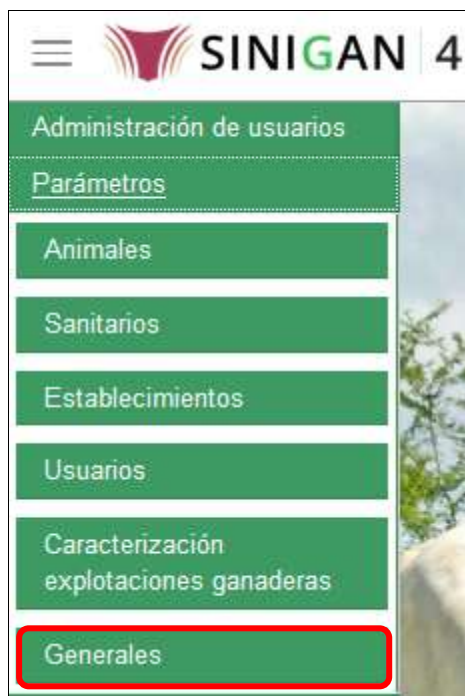 SINIGAN 4
Administración de usuarios
Parámetros
Animales
Sanitarios
Establecimientos
Usuarios
Caracterización
explotaciones ganaderas
Generales